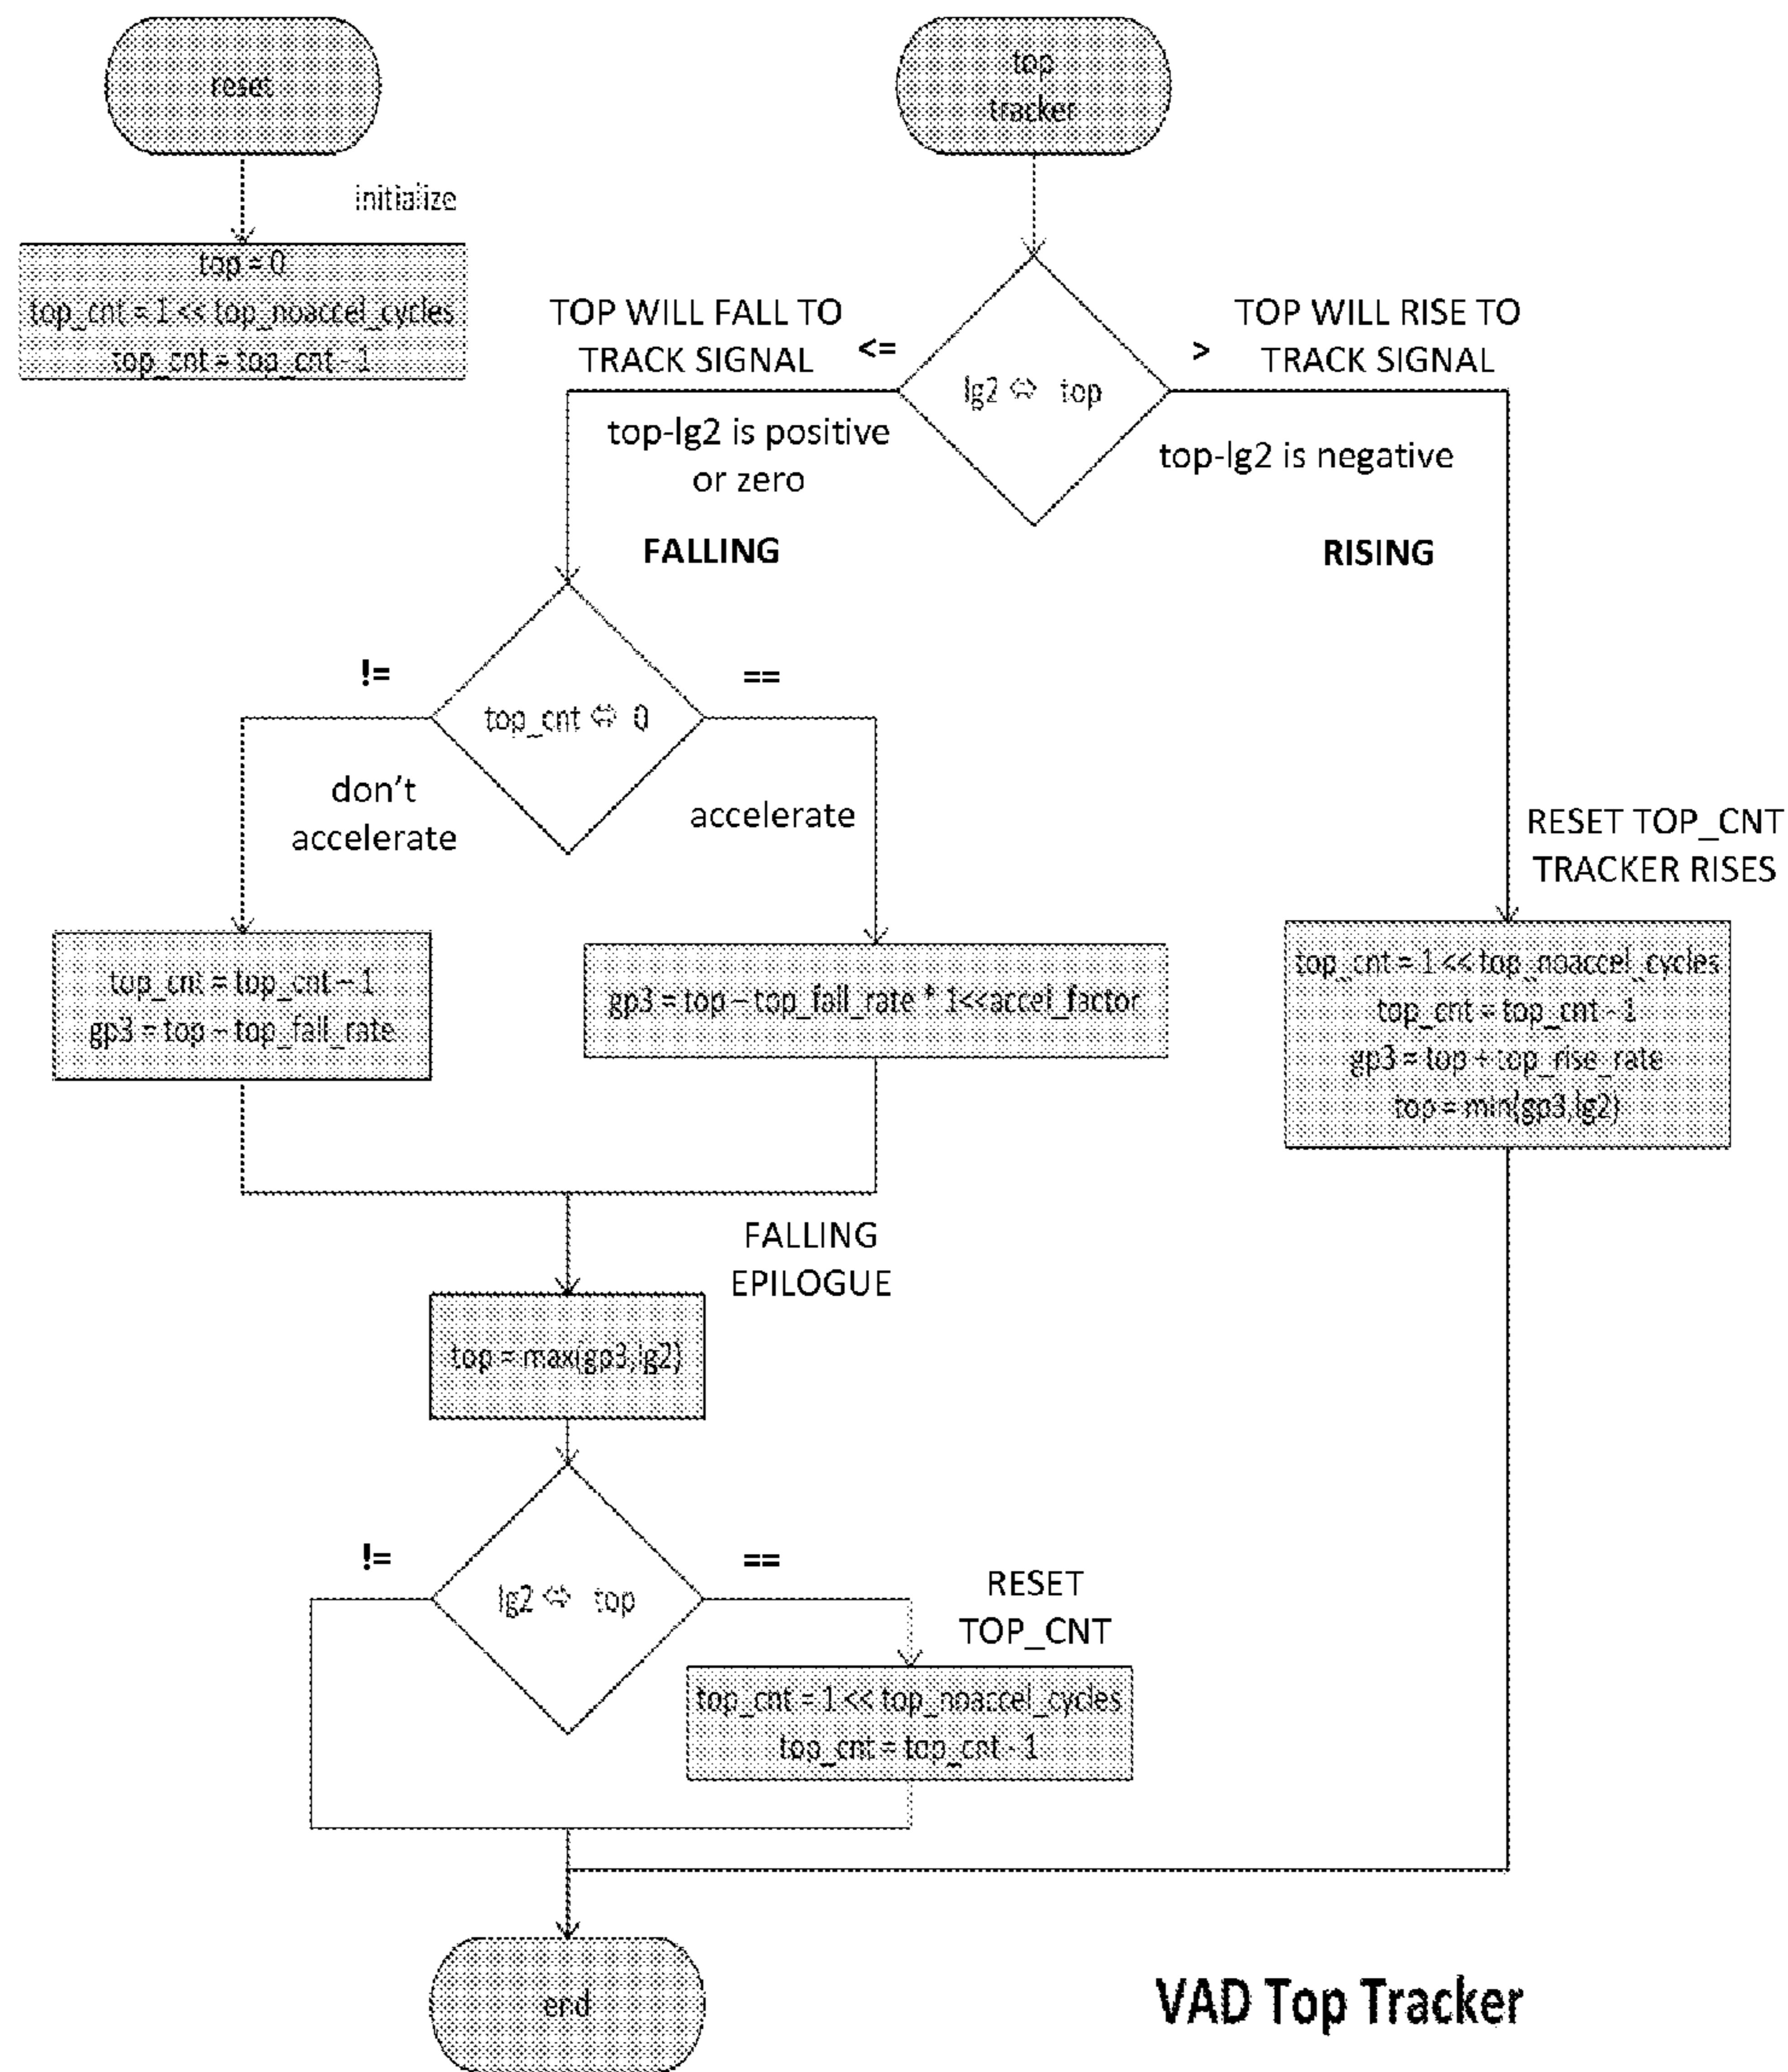 reset
top
tracker
initialize
top = 0
top_cnt = 1 << top_noaccel_cycles
top_cnt = top_cnt - 1
TOP WILL FALL TO
TRACK SIGNAL
<=
>
TOP WILL RISE TO
TRACK SIGNAL
lg2 ⇔ top
top-lg2 is positive
or zero
top-lg2 is negative
FALLING
RISING
!=
==
top_cnt ⇔ 0
don't
accelerate
accelerate
RESET TOP_CNT
TRACKER RISES
top_cnt = top_cnt – 1
gp3 = top – top_fall_rate
gp3 = top – top_fall_rate * 1<<accel_factor
top_cnt = 1 << top_noaccel_cycles
top_cnt = top_cnt - 1
gp3 = top + top_rise_rate
top = min(gp3,lg2)
FALLING
EPILOGUE
top = max(gp3,lg2)
!=
==
lg2 ⇔ top
RESET
TOP_CNT
top_cnt = 1 << top_noaccel_cycles
top_cnt = top_cnt - 1
end
VAD Top Tracker